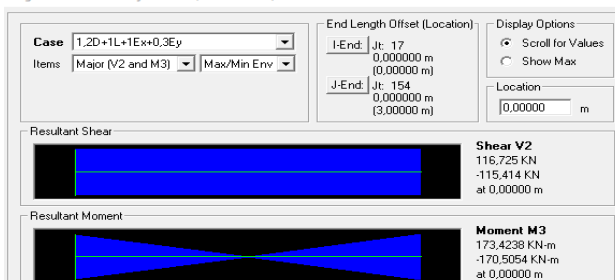 Case 1,2D+1L+1Ex+0,3Ey
Items Major (V2 and M3) Max/Min Env
End Length Offset (Location)
I-End: Jt: 17
0,000000 m
(0,00000 m)
J-End: Jt: 154
0,000000 m
(3,00000 m)
Display Options
Scroll for Values
Show Max
Location
0,00000 m
Resultant Shear
Shear V2
116,725 KN
-115,414 KN
at 0,00000 m
Resultant Moment
Moment M3
173,4238 KN-m
-170,5054 KN-m
at 0,00000 m